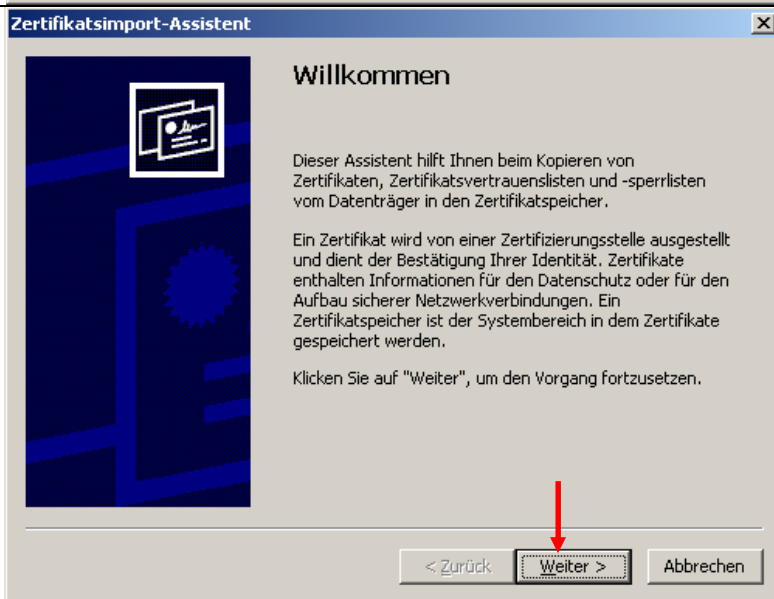 Zertifikatsimport-Assistent
Willkommen
Dieser Assistent hilft Ihnen beim Kopieren von
Zertifikaten, Zertifikatsvertrauenslisten und -sperrlisten
vom Datenträger in den Zertifikatspeicher.
Ein Zertifikat wird von einer Zertifizierungsstelle ausgestellt
und dient der Bestätigung Ihrer Identität. Zertifikate
enthalten Informationen für den Datenschutz oder für den
Aufbau sicherer Netzwerkverbindungen. Ein
Zertifikatspeicher ist der Systembereich in dem Zertifikate
gespeichert werden.
Klicken Sie auf "Weiter", um den Vorgang fortzusetzen.
< Zurück Weiter > Abbrechen